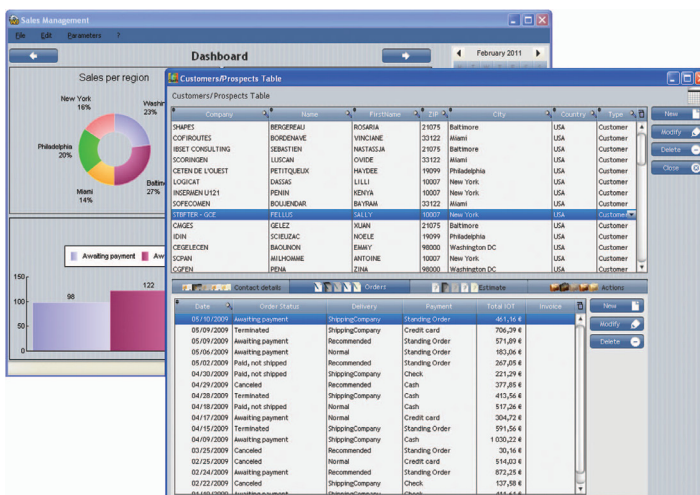 Sales Management
File Edit Parameters ?
Dashboard
February 2011
Sales per region
New York
16%
23%
Philadelphia
20%
Miami
14%
27%
Awaiting payment
150
100
50
0
98
122
Customers/Prospects Table
Customers/Prospects Table
Company Name FirstName ZIP City Country Type
SHAPES BERGEREAU ROSARIA 21075 Baltimore USA Customer
COFIROUTES BORDENAVE VINCIANE 33122 Miami USA Customer
IBSET CONSULTING SEBASTIEN NASTASSJA 21075 Baltimore USA Customer
SCORINGEN LUSCAN OVIDE 33122 Miami USA Customer
CETEN DE L'OUEST PETITQUEUX HAYDEE 19099 Philadelphia USA Customer
LOGICAT DASSAS LILLI 10007 New York USA Customer
INSERMEN U121 PENIN KENYA 10007 New York USA Customer
SOFECOMEN BOUJENDAR BAYRAM 33122 Miami USA Customer
STEFTER - GCE FELLUS SALLY 10007 New York USA Customer
CMGES GELEZ XUAN 21075 Baltimore USA Customer
IDIN SCIEUZAC NOELE 19099 Philadelphia USA Customer
CEGELECEN BAOUNON EMMY 98000 Washington DC USA Customer
SCPAN MILHOMME ANTOINE 10007 New York USA Customer
CGFEN PENA ZINA 98000 Washington DC USA Customer
New
Modify
Delete
Close
Contact details Orders Estimate Actions
Date Order Status Delivery Payment Total IOT Invoice
05/10/2009 Awaiting payment ShippingCompany Standing Order 461,16 €
05/09/2009 Terminated ShippingCompany Credit card 706,39 €
05/09/2009 Awaiting payment Recommended Standing Order 571,89 €
05/06/2009 Awaiting payment Normal Standing Order 183,06 €
05/02/2009 Paid, not shipped Recommended Standing Order 267,05 €
04/30/2009 Paid, not shipped ShippingCompany Check 221,29 €
04/29/2009 Canceled Recommended Cash 377,85 €
04/28/2009 Terminated ShippingCompany Cash 413,56 €
04/18/2009 Paid, not shipped Normal Cash 517,26 €
04/17/2009 Awaiting payment Normal Credit card 304,72 €
04/15/2009 Terminated Recommended Standing Order 591,56 €
04/09/2009 Awaiting payment ShippingCompany Cash 1 030,22 €
03/25/2009 Canceled Recommended Standing Order 30,16 €
02/25/2009 Canceled Normal Credit card 514,03 €
02/24/2009 Awaiting payment Recommended Standing Order 872,25 €
02/22/2009 Canceled ShippingCompany Check 137,58 €
New
Modify
Delete